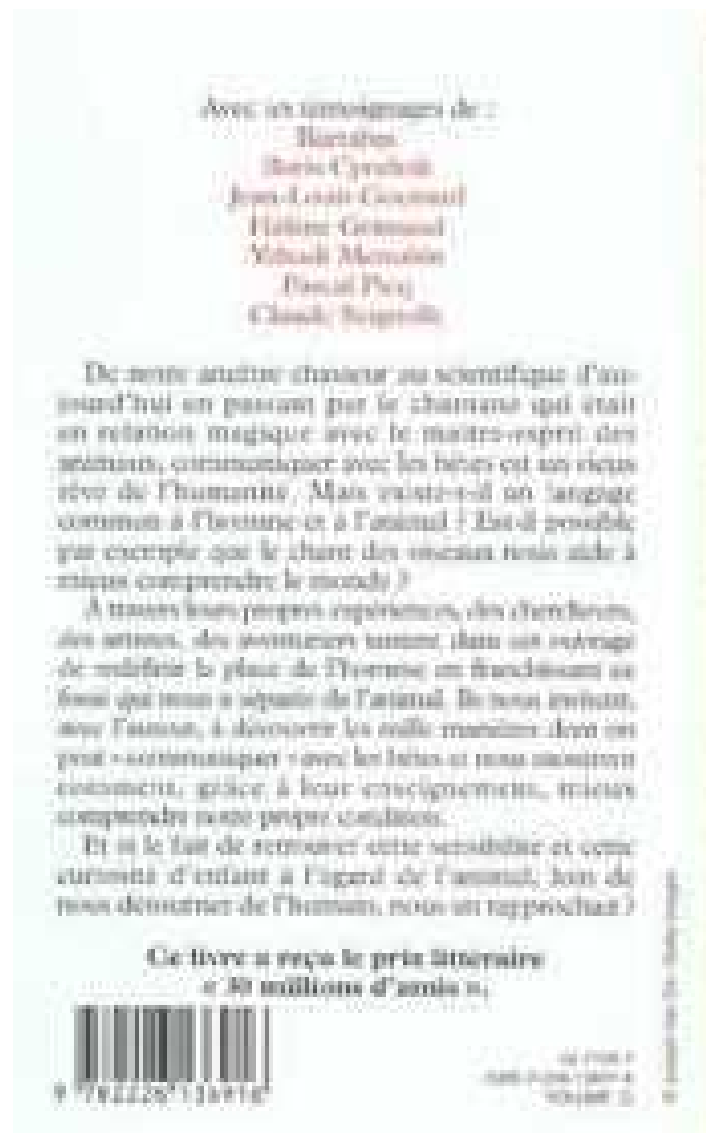 Avec les témoignages de :
Bartabas
Boris Cyrulnik
Jean-Louis Gouraud
Hélène Grimaud
Yehudi Menuhin
Pascal Picq
Claude Seignolle
De notre ancêtre chasseur au scientifique d'au-
jourd'hui en passant par le chamane qui était
en relation magique avec le maître-esprit des
animaux, communiquer avec les bêtes est un vieux
rêve de l'humanité. Mais existe-t-il un langage
commun à l'homme et à l'animal ? Est-il possible
par exemple que le chant des oiseaux nous aide à
mieux comprendre le monde ?
À travers leurs propres expériences, des chercheurs,
des artistes, des aventuriers tentent dans cet ouvrage
de redéfinir la place de l'homme en franchissant ce
fossé qui nous a séparés de l'animal. Ils nous invitent,
avec l'auteur, à découvrir les mille manières dont on
peut « communiquer » avec les bêtes et nous montrent
comment, grâce à leur enseignement, mieux
comprendre notre propre condition.
Et si le fait de retrouver cette sensibilité et cette
curiosité d'enfant à l'égard de l'animal, loin de
nous détourner de l'humain, nous en rapprochait ?
Ce livre a reçu le prix littéraire
« 30 millions d'amis ».